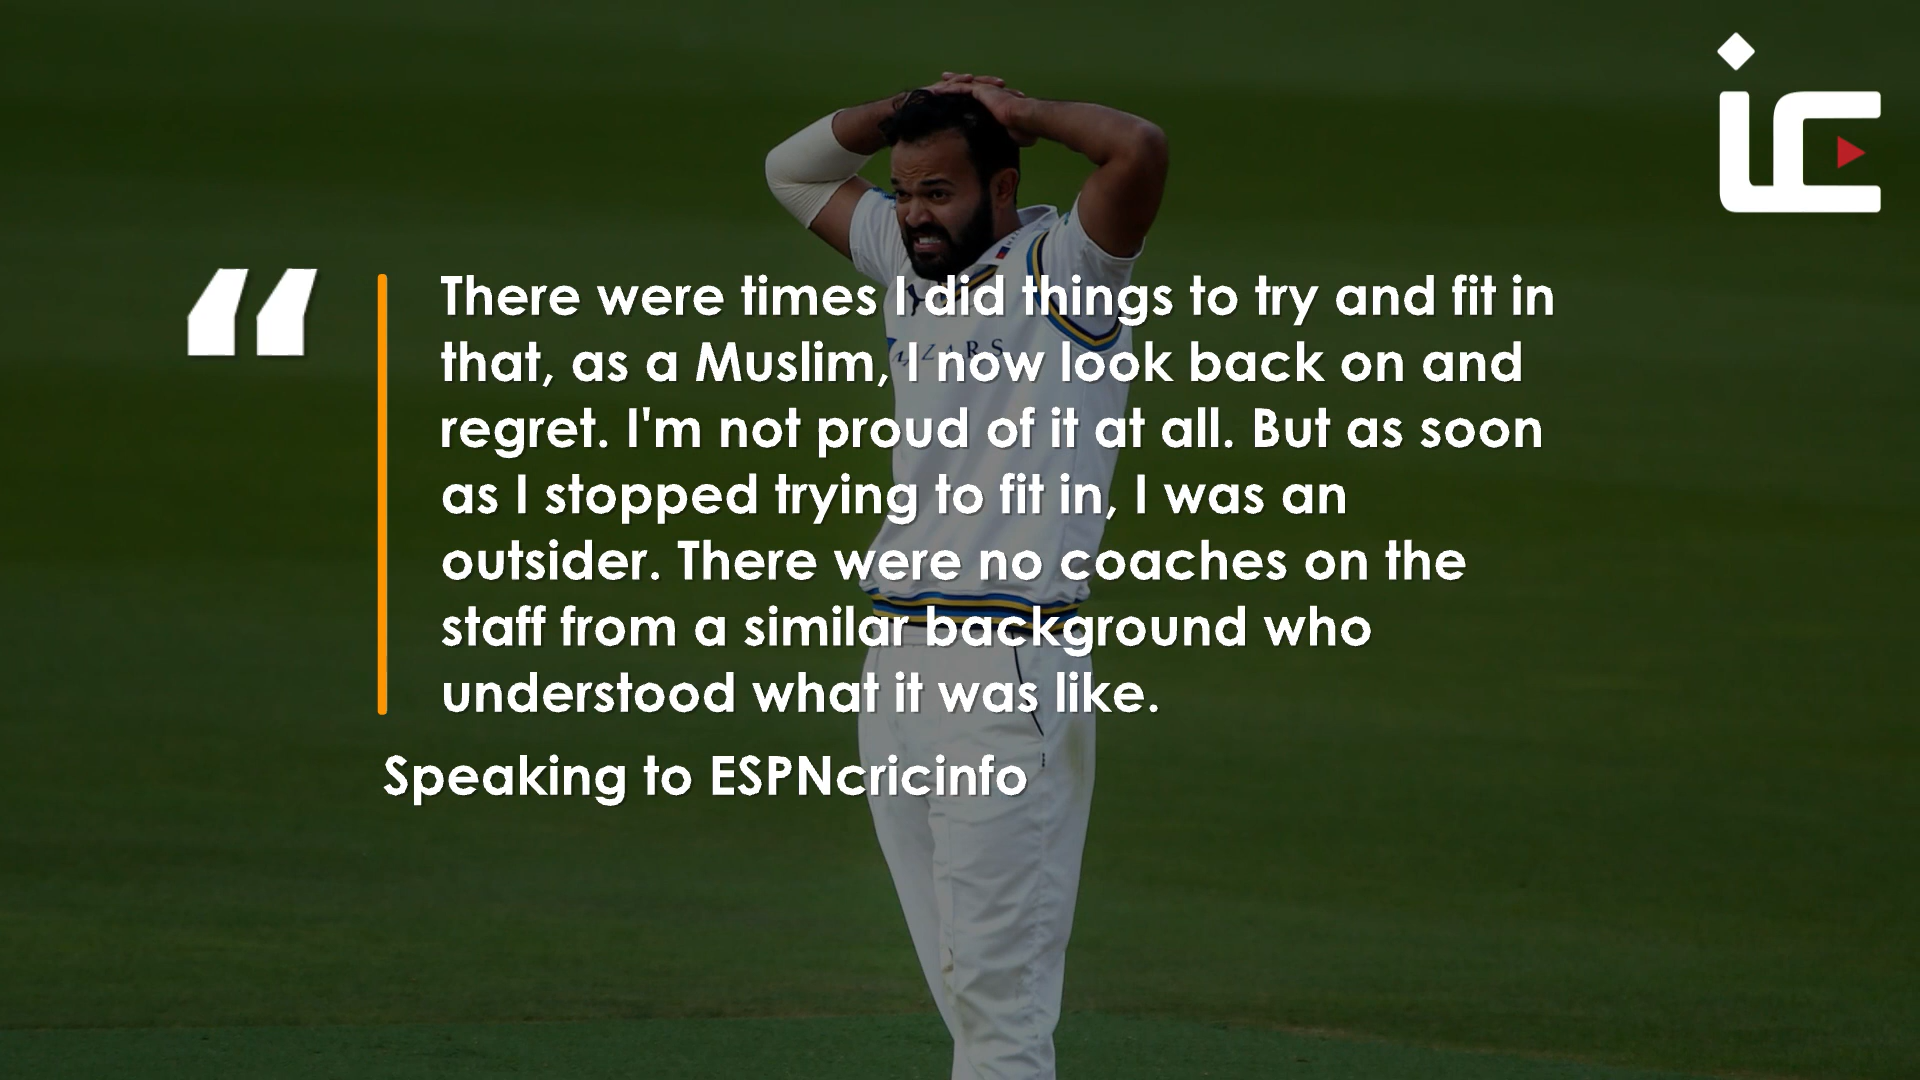 “
There were times I did things to try and fit in
that, as a Muslim, I now look back on and
regret. I'm not proud of it at all. But as soon
as I stopped trying to fit in, I was an
outsider. There were no coaches on the
staff from a similar background who
understood what it was like.
Speaking to ESPNcricinfo
MAZARS